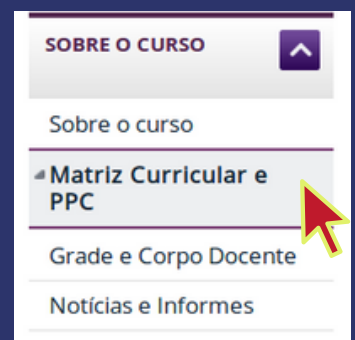 SOBRE O CURSO
Sobre o curso
Matriz Curricular e
PPC
Grade e Corpo Docente
Notícias e Informes